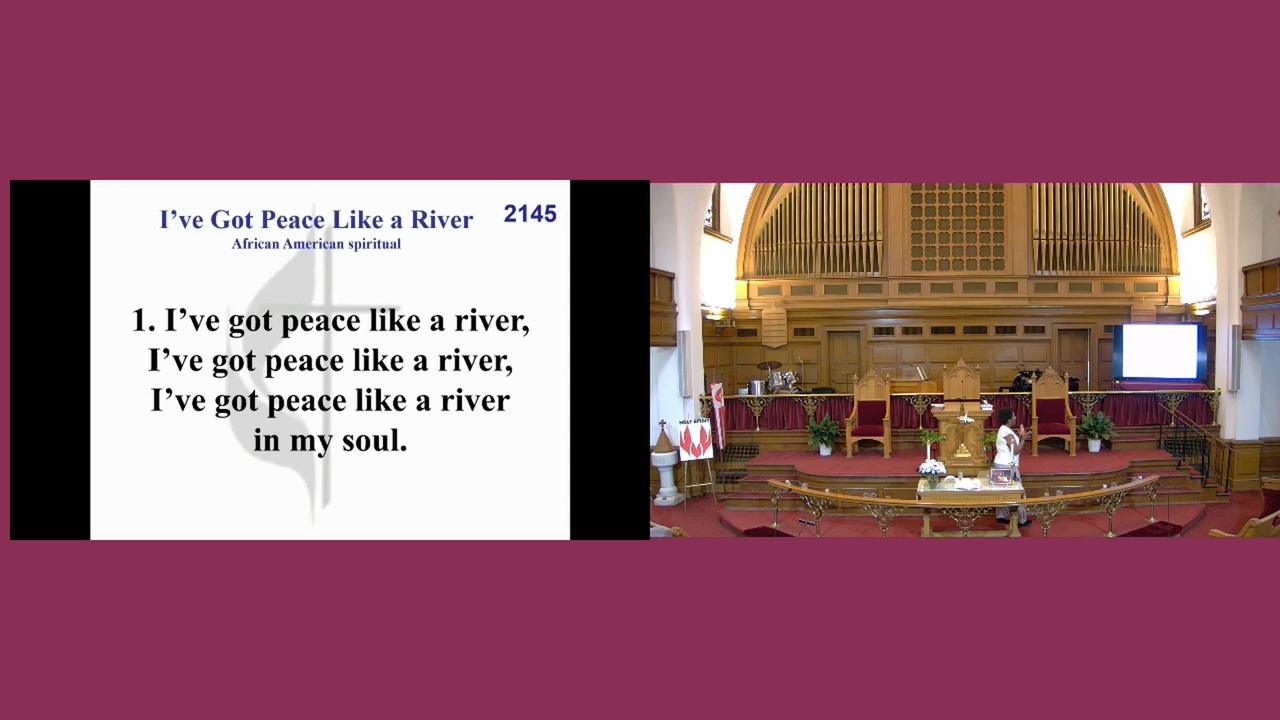 I've Got Peace Like a River
2145
African American spiritual
1. I've got peace like a river,
I've got peace like a river,
I've got peace like a river
in my soul.
HOLY SPIRIT